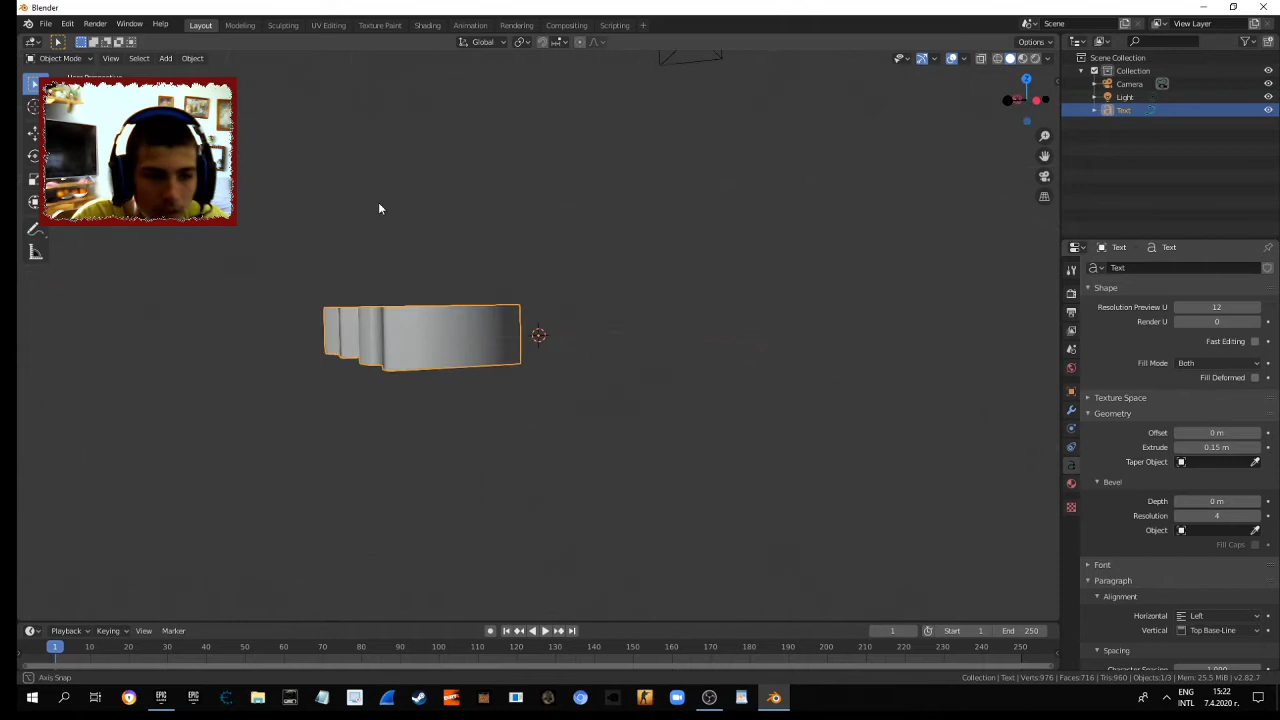 Blender
File Edit Render Window Help Layout Modeling Sculpting UV Editing Texture Paint Shading Animation Rendering Compositing Scripting + Scene View Layer
Global Options
Object Mode View Select Add Object
Scene Collection
Collection
Camera
Light
Text
Text Text
Text
Shape
Resolution Preview U 12
Render U 0
Fast Editing
Fill Mode Both
Fill Deformed
Texture Space
Geometry
Offset 0 m
Extrude 0.15 m
Taper Object
Bevel
Depth 0 m
Resolution 4
Object
Fill Caps
Font
Paragraph
Alignment
Horizontal Left
Vertical Top Base-Line
Spacing
Z
Playback Keying View Marker 1 Start 1 End 250
1 10 20 30 40 50 60 70 80 90 100 110 120 130 140 150 160 170 180 190 200 210 220 230 240 250
Axis Snap Collection | Text | Verts:976 | Faces:716 | Tris:960 | Objects:1/3 | Mem: 25.5 MiB | v2.82.7
EPIC EPIC ENG 15:22
INTL 7.4.2020 г.